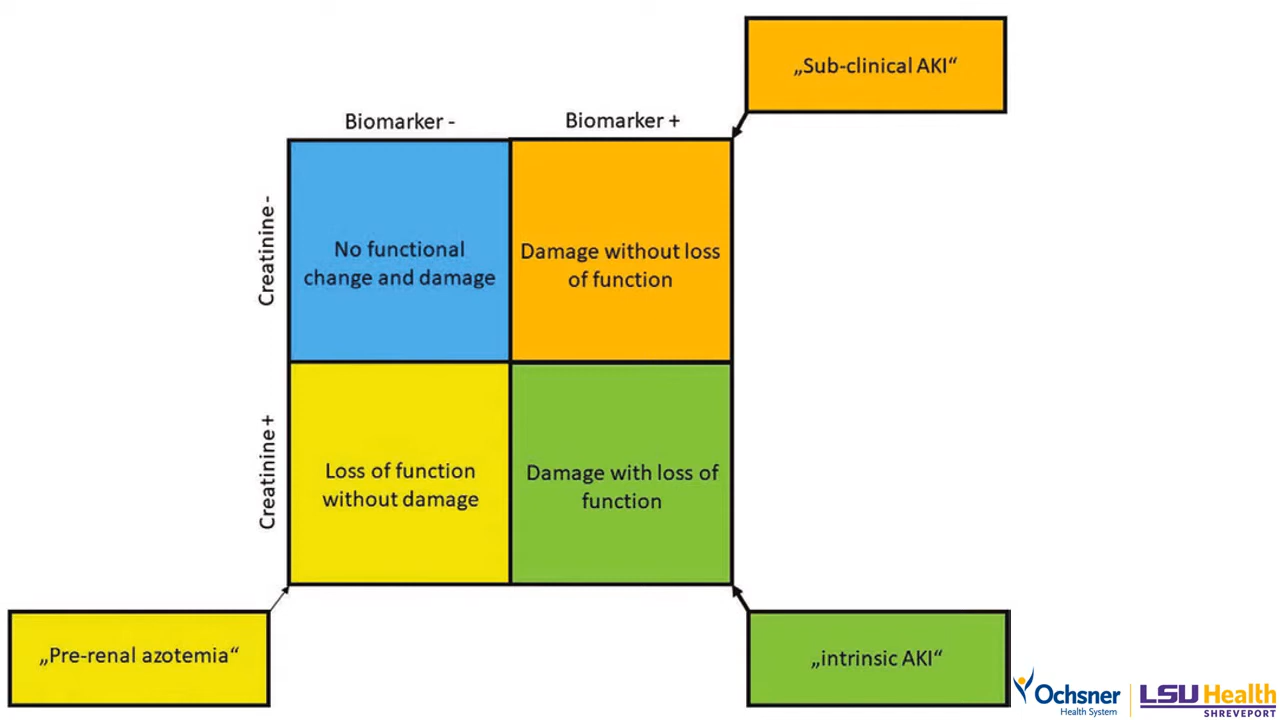 „Sub-clinical AKI“
Biomarker -
Biomarker +
Creatinine -
No functional
change and damage
Damage without loss
of function
Creatinine +
Loss of function
without damage
Damage with loss of
function
„Pre-renal azotemia“
„intrinsic AKI“
Ochsner
Health System
LSU Health
SHREVEPORT